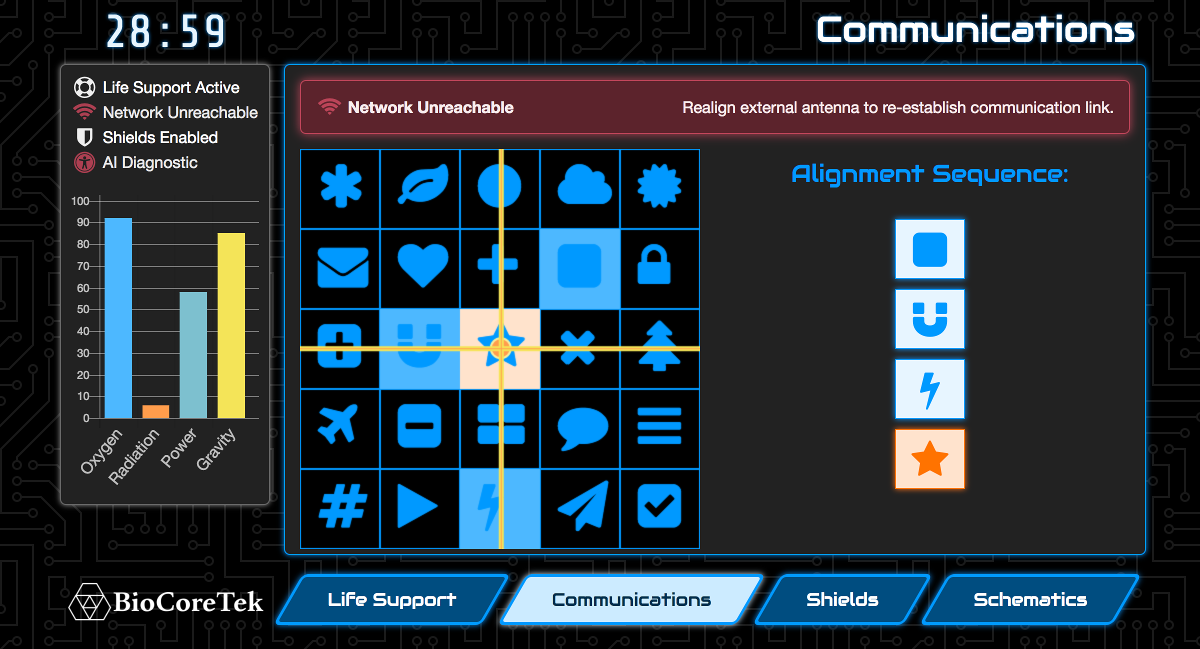 28:59
Communications
Life Support Active
Network Unreachable
Shields Enabled
AI Diagnostic
100
90
80
70
60
50
40
30
20
10
0
Oxygen
Radiation
Power
Gravity
Network Unreachable
Realign external antenna to re-establish communication link.
Alignment Sequence:
BioCoreTek
Life Support
Communications
Shields
Schematics